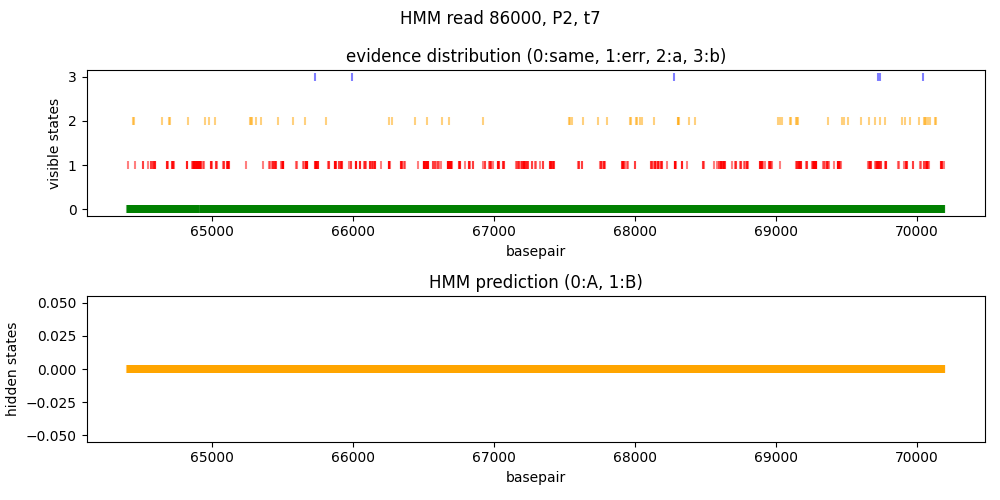 HMM read 86000, P2, t7
evidence distribution (0:same, 1:err, 2:a, 3:b)
visible states
3
2
1
0
65000 66000 67000 68000 69000 70000
basepair
HMM prediction (0:A, 1:B)
hidden states
0.050
0.025
0.000
−0.025
−0.050
65000 66000 67000 68000 69000 70000
basepair